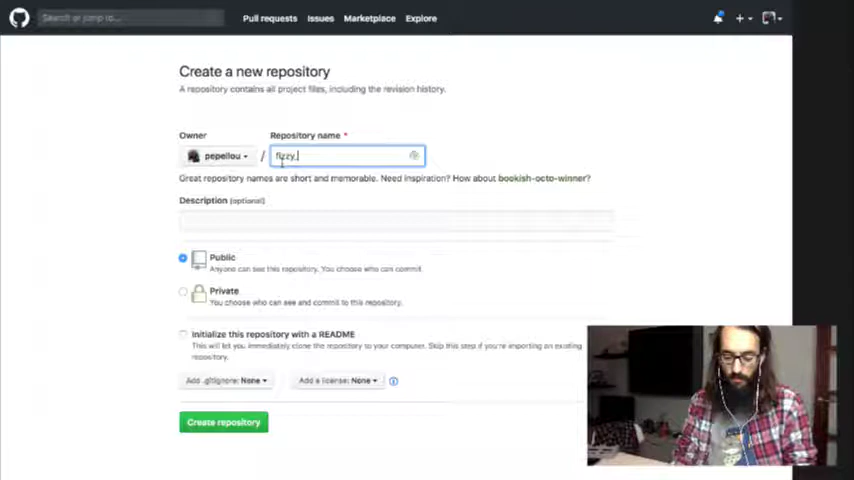 Search or jump to...
Pull requests Issues Marketplace Explore
Create a new repository
A repository contains all project files, including the revision history.
Owner Repository name *
pepellou / fizzy_
Great repository names are short and memorable. Need inspiration? How about bookish-octo-winner?
Description (optional)
Public
Anyone can see this repository. You choose who can commit.
Private
You choose who can see and commit to this repository.
Initialize this repository with a README
This will let you immediately clone the repository to your computer. Skip this step if you're importing an existing
repository.
Add .gitignore: None Add a license: None
Create repository